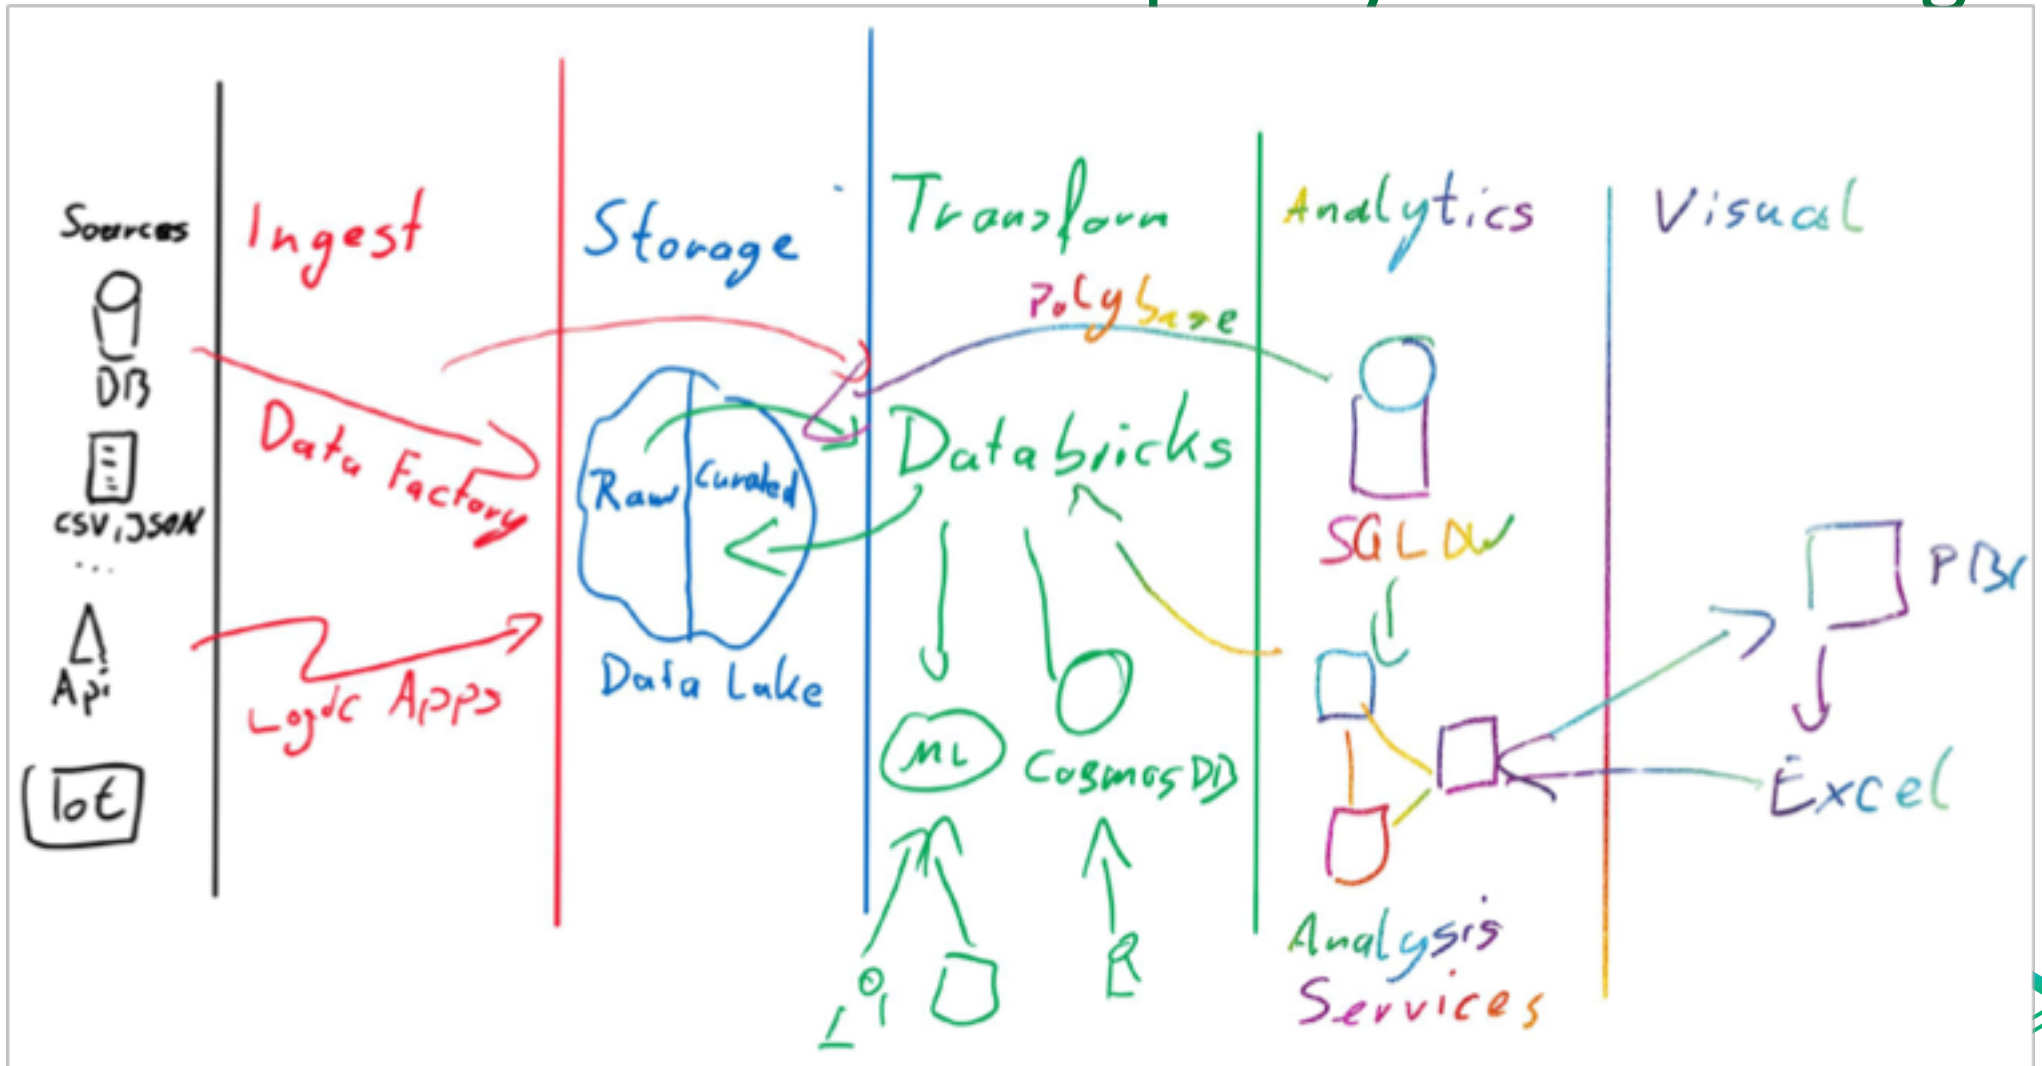 Sources
DB
CSV, JSON
...
Api
Iot
Ingest
Data Factory
Logic Apps
Storage
Raw
Curated
Data Lake
Transform
Polybase
Databricks
ML
CosmosDB
Analytics
SQL DW
Analysis
Services
Visual
PBI
Excel